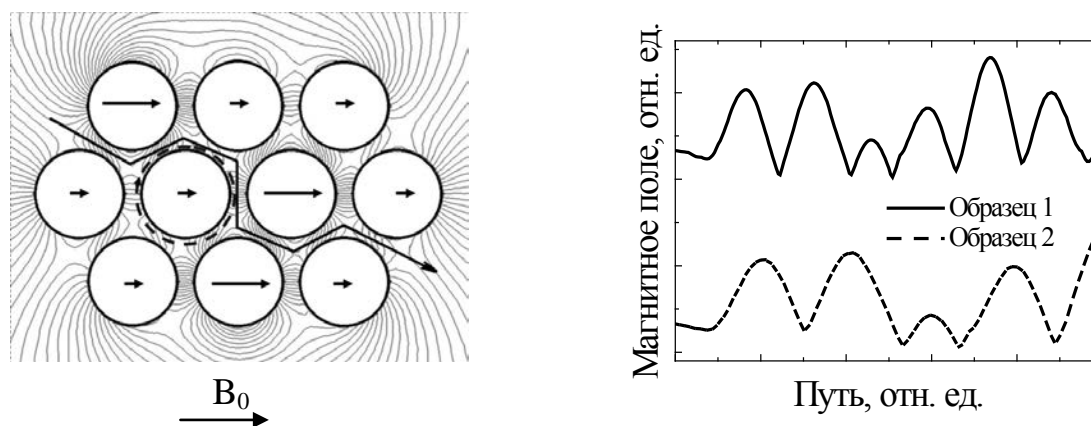 B₀
Магнитное поле, отн. ед.
Образец 1
Образец 2
Путь, отн. ед.